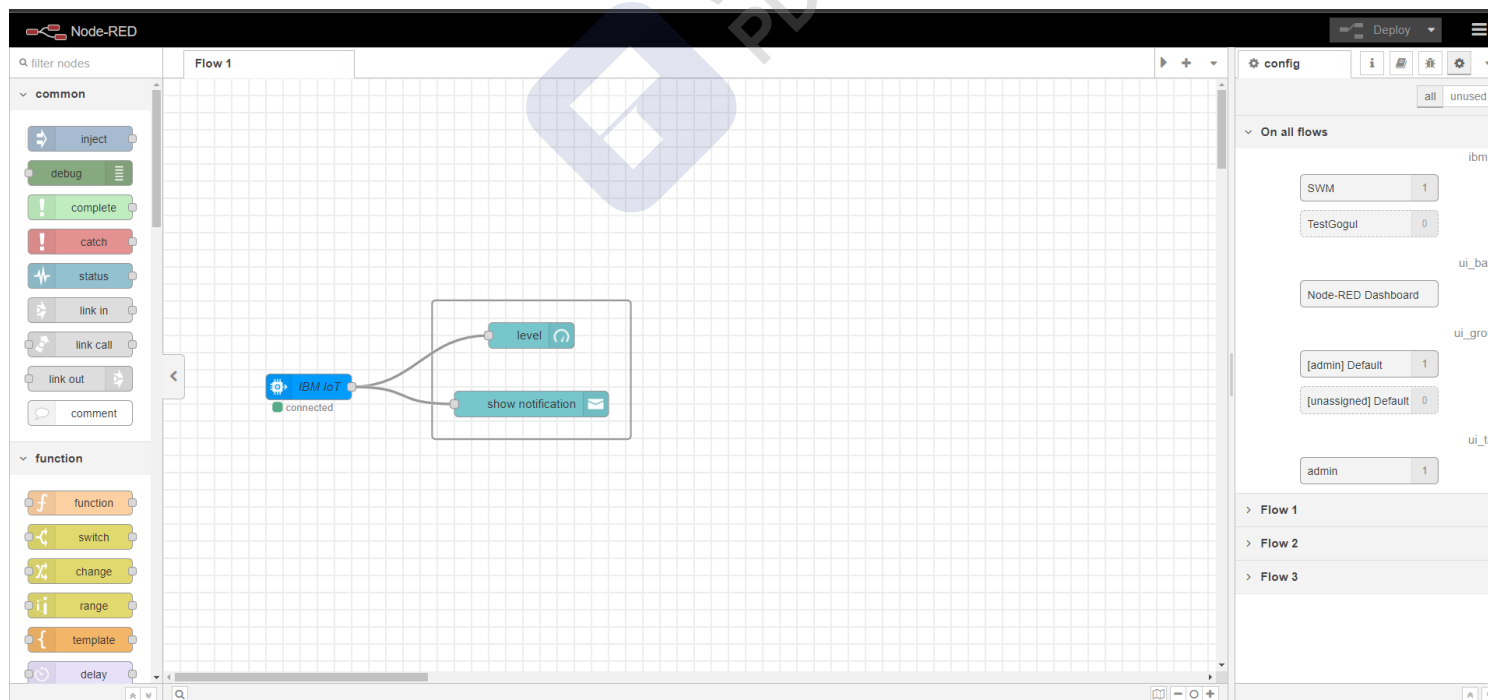 PD
Node-RED
Deploy
filter nodes
Flow 1
config
i
all
unused
common
inject
debug
complete
catch
status
link in
link call
link out
comment
function
function
switch
change
range
template
delay
IBM IoT
connected
level
show notification
On all flows
ibm
SWM 1
TestGogul 0
ui_ba
Node-RED Dashboard
ui_gro
[admin] Default 1
[unassigned] Default 0
ui_t
admin 1
Flow 1
Flow 2
Flow 3